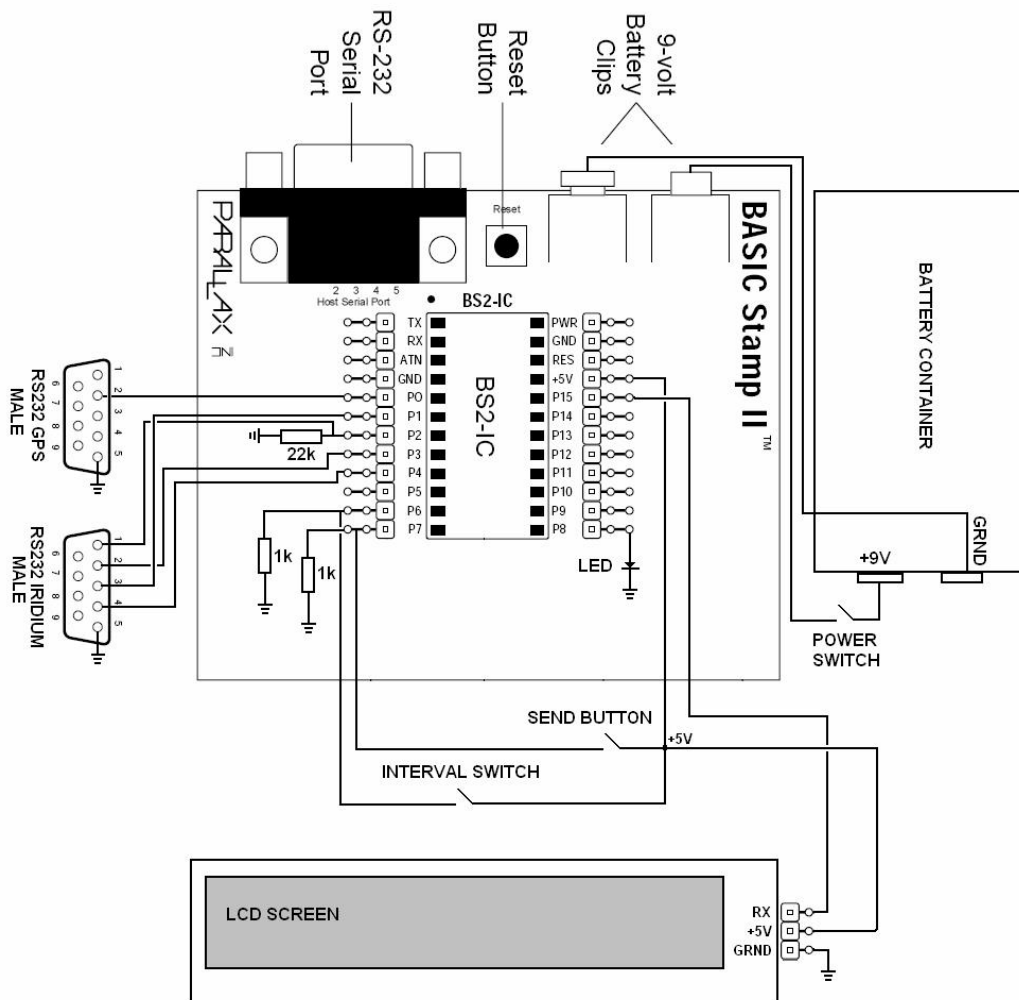 RS-232
Serial
Port
Reset
Button
9-volt
Battery
Clips
PARALLAX
Reset
BASIC Stamp II
TM
2 3 4 5
Host Serial Port
BS2-IC
BS2-IC
TX
RX
ATN
GND
P0
P1
P2
P3
P4
P5
P6
P7
PWR
GND
RES
+5V
P15
P14
P13
P12
P11
P10
P9
P8
22k
1k
1k
LED
RS232 GPS
MALE
1
2
3
4
5
6
7
8
9
RS232 IRIDIUM
MALE
1
2
3
4
5
6
7
8
9
BATTERY CONTAINER
+9V
GRND
POWER
SWITCH
SEND BUTTON
+5V
INTERVAL SWITCH
LCD SCREEN
RX
+5V
GRND